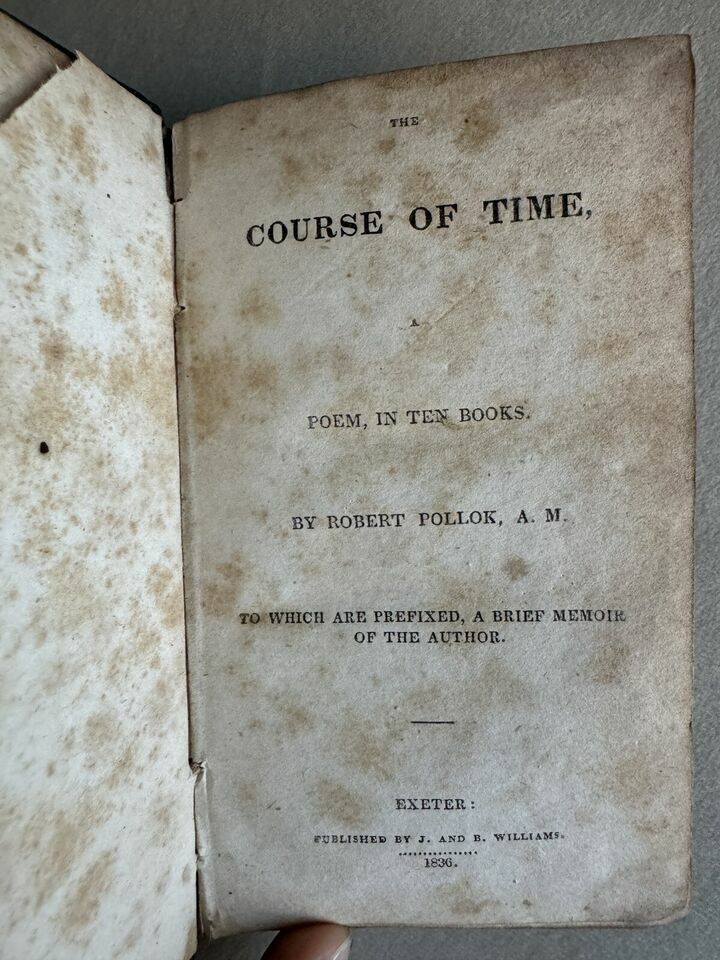 THE
COURSE OF TIME,
A
POEM, IN TEN BOOKS.
BY ROBERT POLLOK, A. M.
TO WHICH ARE PREFIXED, A BRIEF MEMOIR
OF THE AUTHOR.
EXETER:
PUBLISHED BY J. AND B. WILLIAMS.
1836.